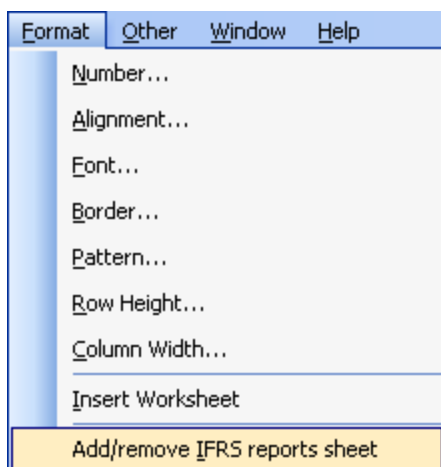 Format Other Window Help
Number...
Alignment...
Font...
Border...
Pattern...
Row Height...
Column Width...
Insert Worksheet
Add/remove IFRS reports sheet